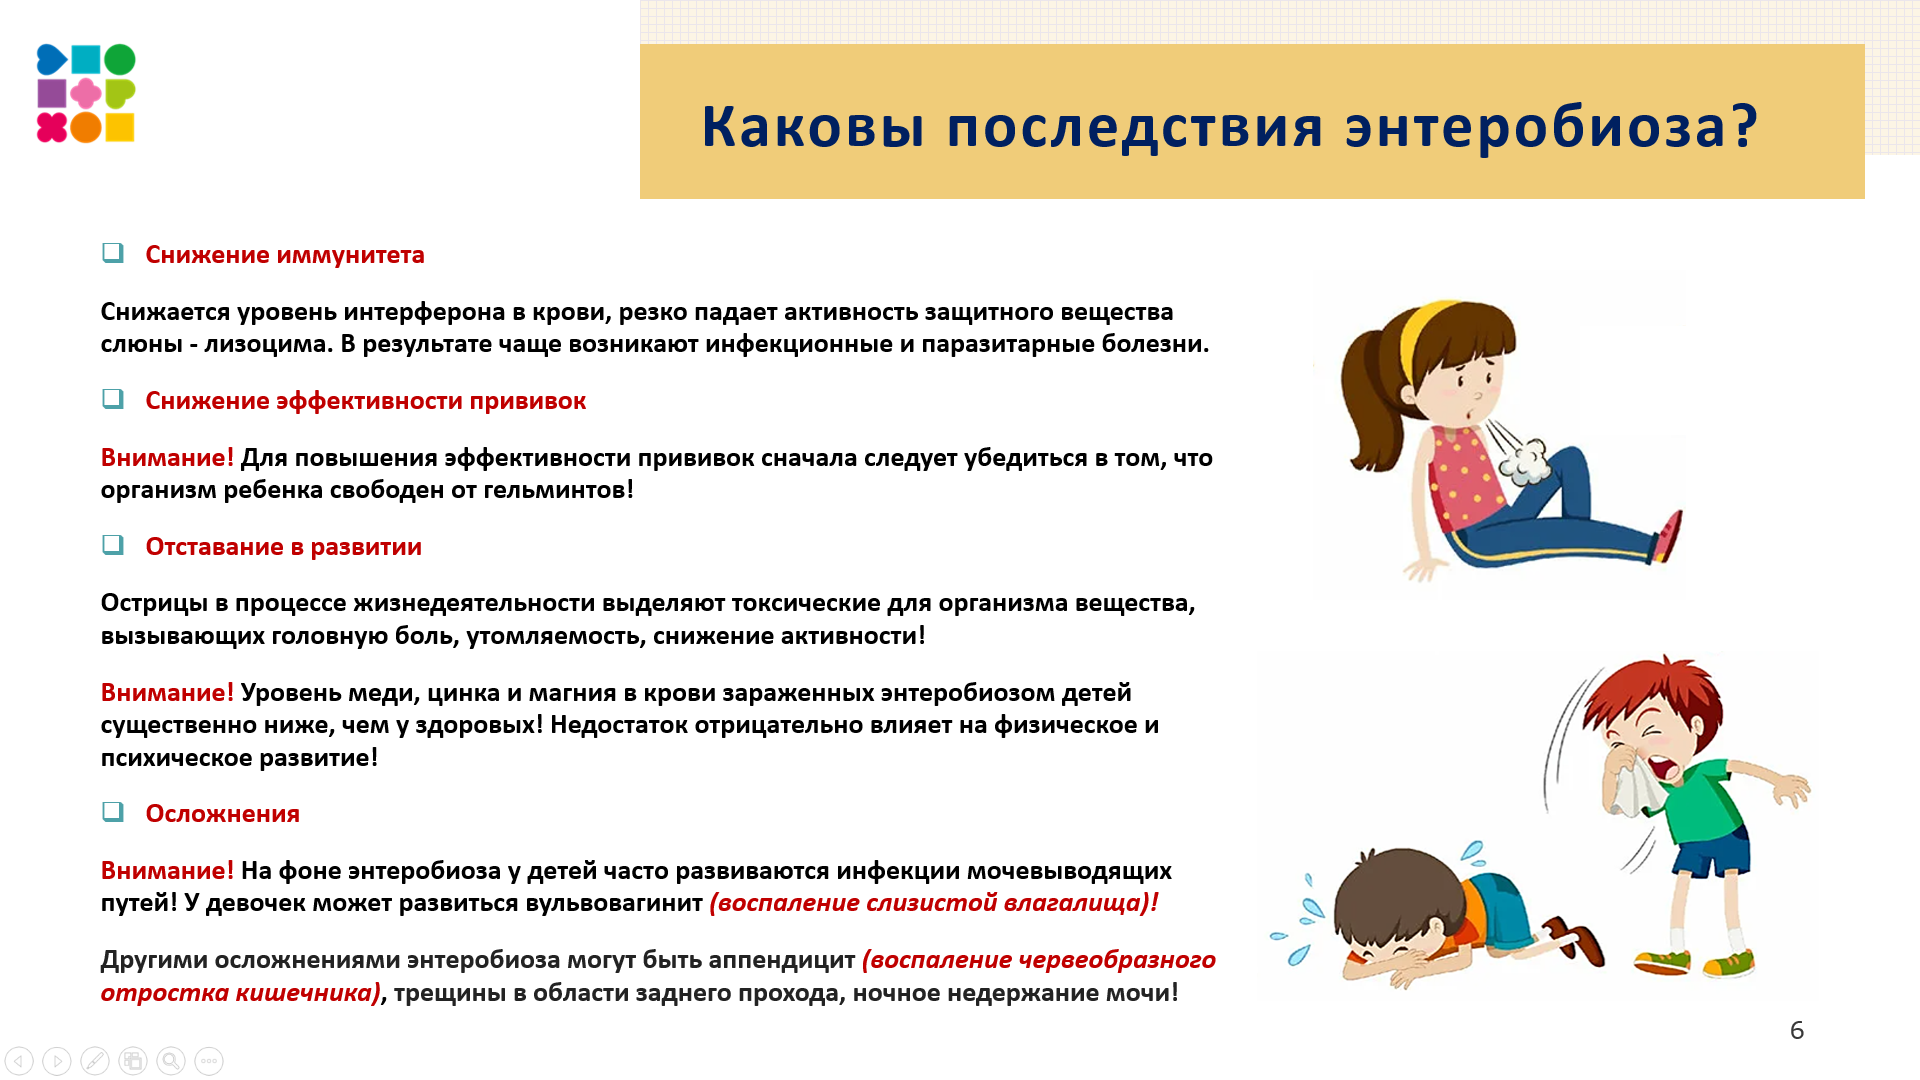 Каковы последствия энтеробиоза?
Снижение иммунитета
Снижается уровень интерферона в крови, резко падает активность защитного вещества
слюны - лизоцима. В результате чаще возникают инфекционные и паразитарные болезни.
Снижение эффективности прививок
Внимание! Для повышения эффективности прививок сначала следует убедиться в том, что
организм ребенка свободен от гельминтов!
Отставание в развитии
Острицы в процессе жизнедеятельности выделяют токсические для организма вещества,
вызывающих головную боль, утомляемость, снижение активности!
Внимание! Уровень меди, цинка и магния в крови зараженных энтеробиозом детей
существенно ниже, чем у здоровых! Недостаток отрицательно влияет на физическое и
психическое развитие!
Осложнения
Внимание! На фоне энтеробиоза у детей часто развиваются инфекции мочевыводящих
путей! У девочек может развиться вульвовагинит (воспаление слизистой влагалища)!
Другими осложнениями энтеробиоза могут быть аппендицит (воспаление червеобразного
отростка кишечника), трещины в области заднего прохода, ночное недержание мочи!
6